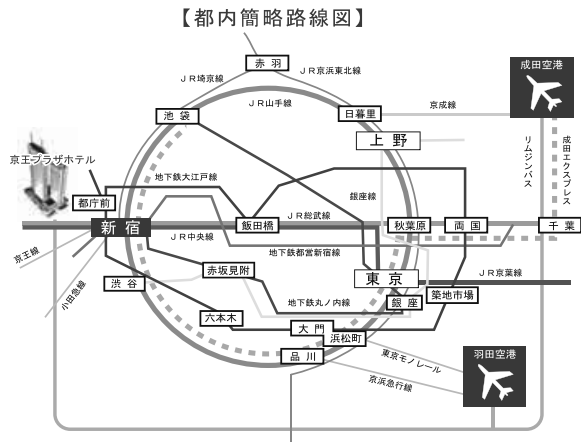 【都内簡略路線図】
赤羽
成田空港
JR埼京線
JR京浜東北線
JR山手線
池袋
日暮里
京成線
上野
リムジンバス
成田エクスプレス
京王プラザホテル
地下鉄大江戸線
銀座線
都庁前
新宿
飯田橋
JR総武線
秋葉原
両国
千葉
JR中央線
地下鉄都営新宿線
京王線
小田急線
渋谷
赤坂見附
東京
JR京葉線
地下鉄丸ノ内線
銀座
築地市場
六本木
大門
浜松町
品川
東京モノレール
京浜急行線
羽田空港